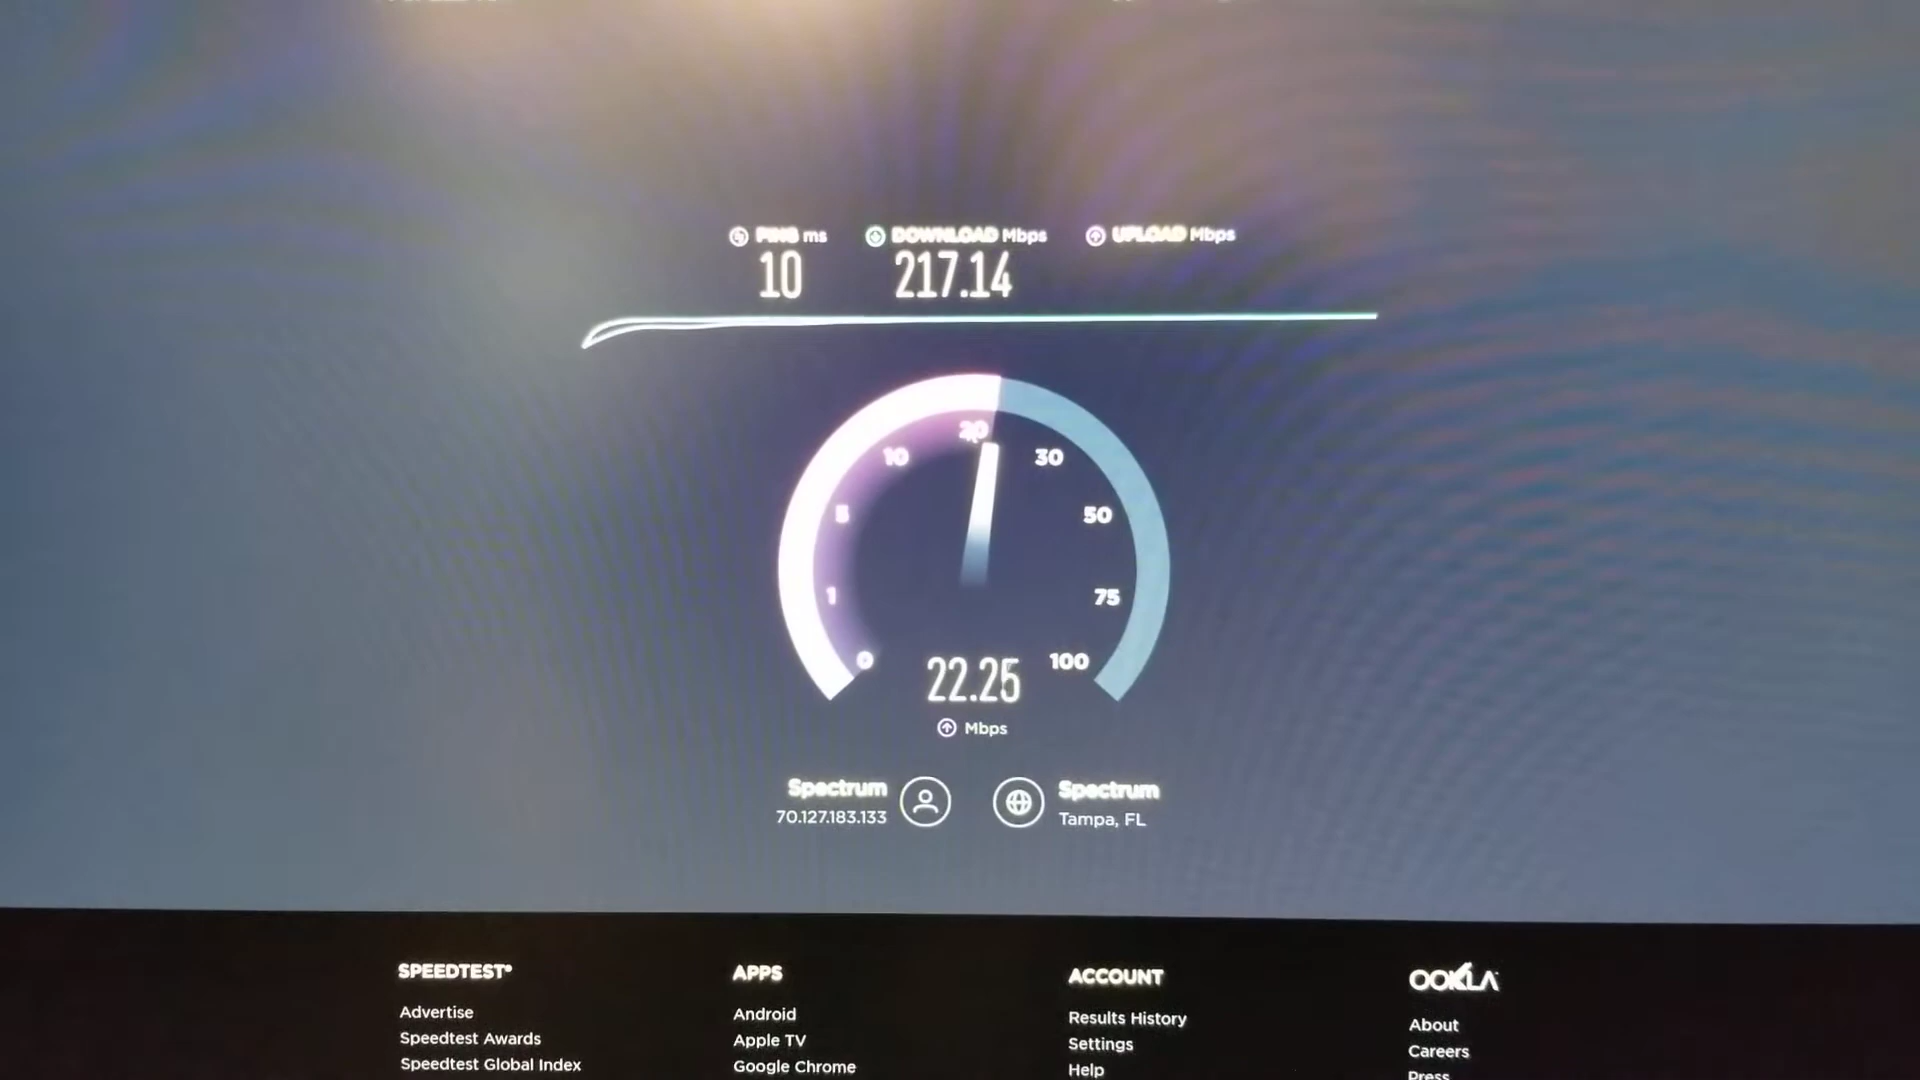 PING ms
DOWNLOAD Mbps
UPLOAD Mbps
10
217.14
20
10
30
5
50
1
75
0
100
22.25
Mbps
Spectrum
70.127.183.133
Spectrum
Tampa, FL
SPEEDTEST®
Advertise
Speedtest Awards
Speedtest Global Index
APPS
Android
Apple TV
Google Chrome
ACCOUNT
Results History
Settings
Help
OOKLA
About
Careers
Press